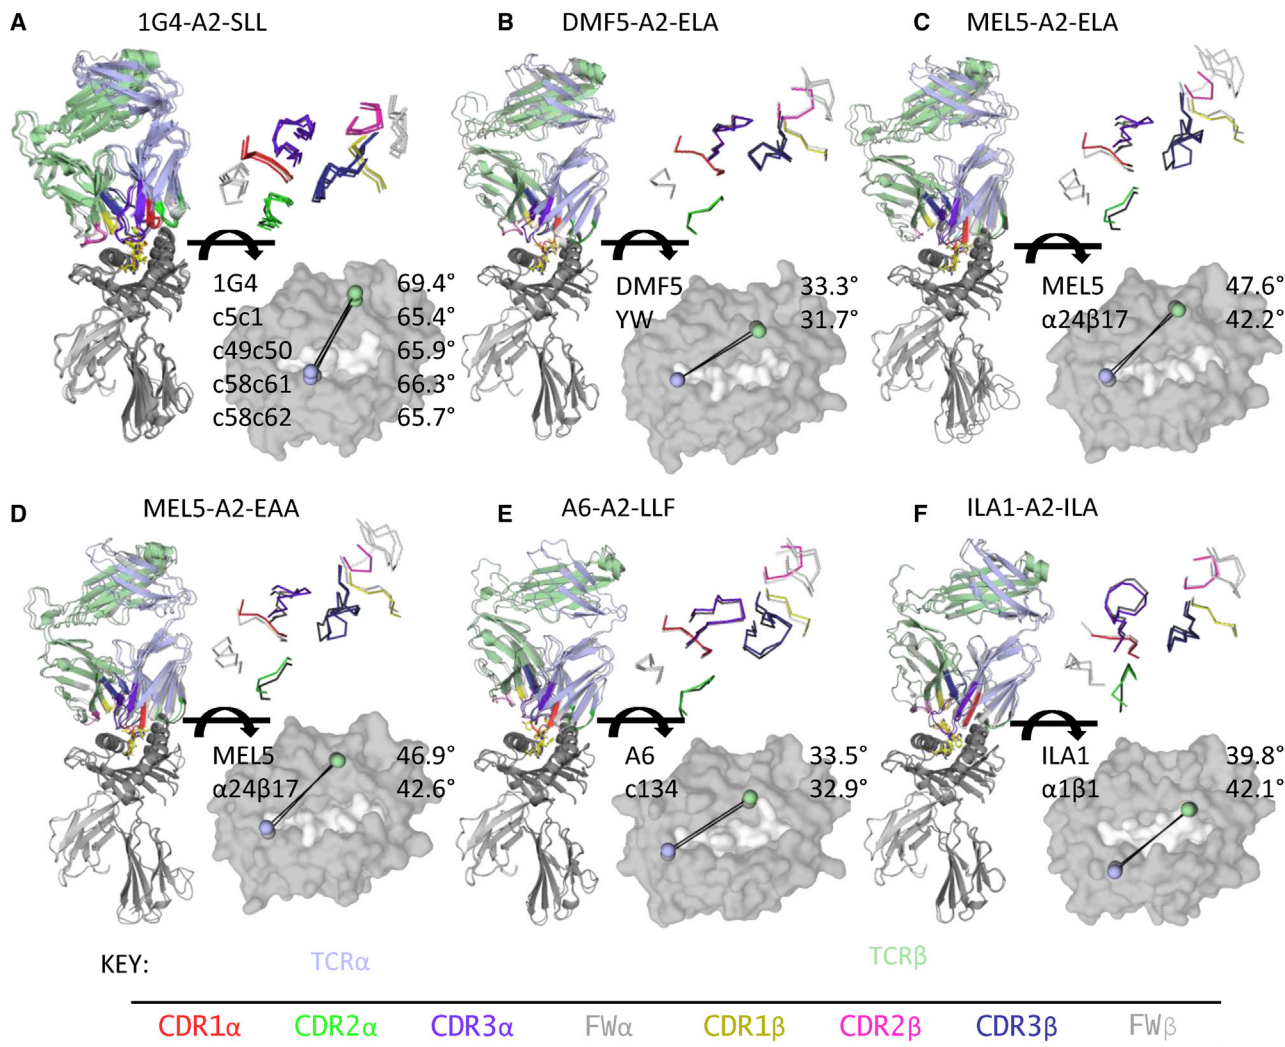 A 1G4-A2-SLL
1G4 69.4°
c5c1 65.4°
c49c50 65.9°
c58c61 66.3°
c58c62 65.7°
B DMF5-A2-ELA
DMF5 33.3°
YW 31.7°
C MEL5-A2-ELA
MEL5 47.6°
α24β17 42.2°
D MEL5-A2-EAA
MEL5 46.9°
α24β17 42.6°
E A6-A2-LLF
A6 33.5°
c134 32.9°
F ILA1-A2-ILA
ILA1 39.8°
α1β1 42.1°
KEY: TCRα TCRβ
CDR1α CDR2α CDR3α FWα CDR1β CDR2β CDR3β FWβ